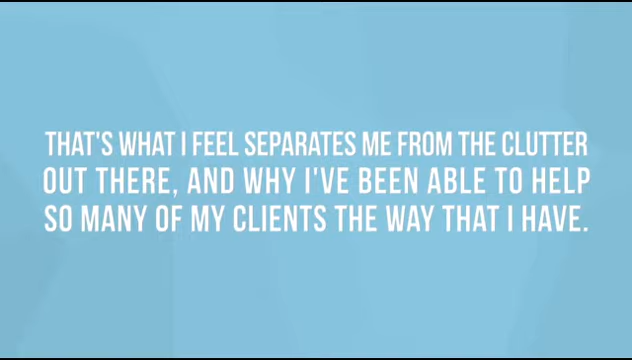 THAT'S WHAT I FEEL SEPARATES ME FROM THE CLUTTER
OUT THERE, AND WHY I'VE BEEN ABLE TO HELP
SO MANY OF MY CLIENTS THE WAY THAT I HAVE.